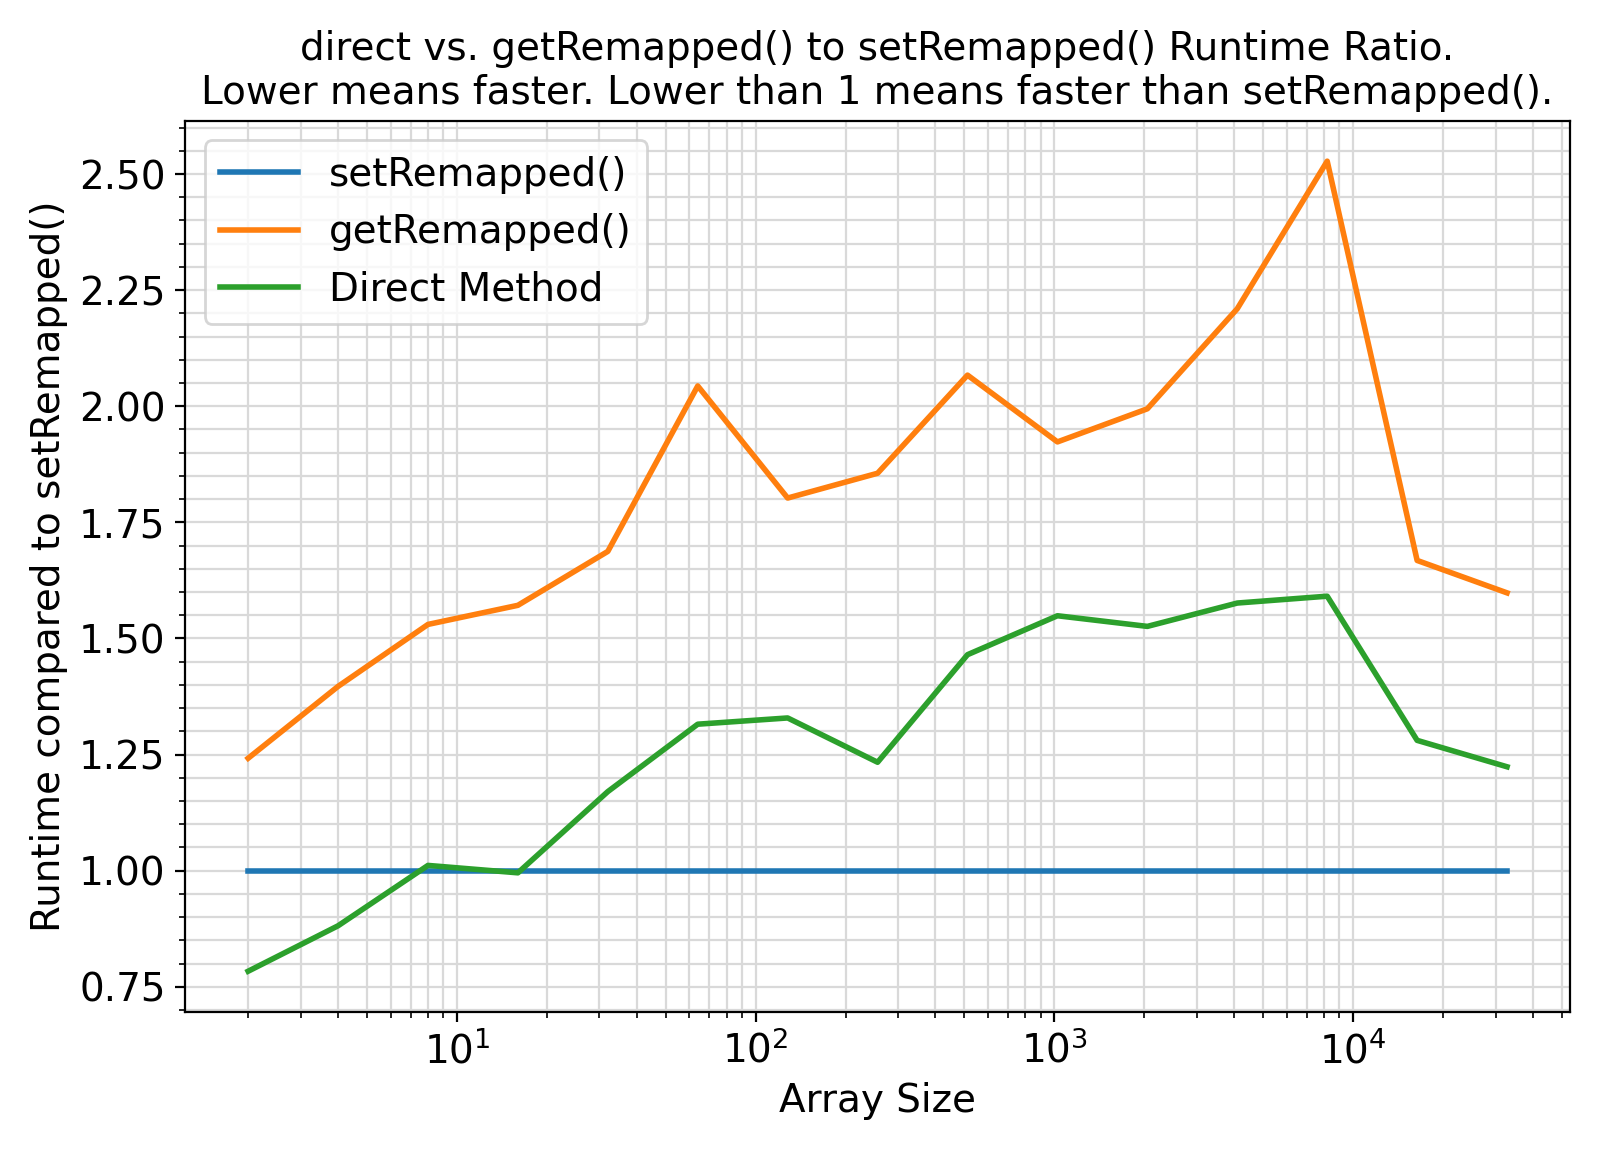 direct vs. getRemapped() to setRemapped() Runtime Ratio.
Lower means faster. Lower than 1 means faster than setRemapped().
setRemapped()
getRemapped()
Direct Method
Runtime compared to setRemapped()
2.50
2.25
2.00
1.75
1.50
1.25
1.00
0.75
10¹ 10² 10³ 10⁴
Array Size